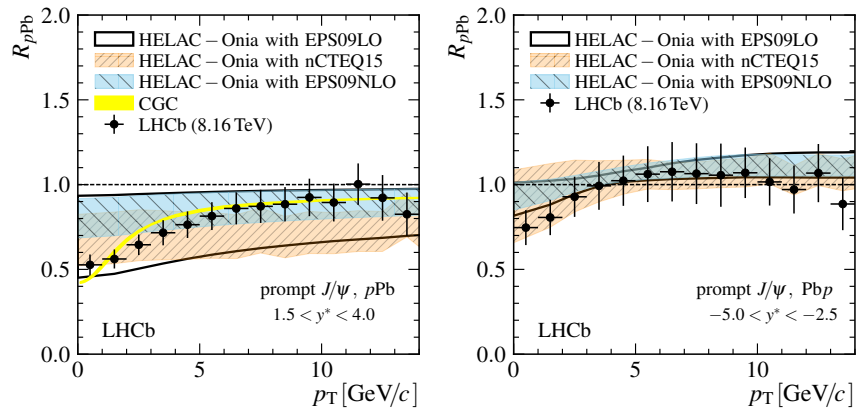 2.0
1.5
1.0
0.5
0.0
R_pPb
HELAC−Onia with EPS09LO
HELAC−Onia with nCTEQ15
HELAC−Onia with EPS09NLO
CGC
LHCb (8.16 TeV)
prompt J/ψ, pPb
1.5 < y* < 4.0
LHCb
0 5 10
p_T [GeV/c]
2.0
1.5
1.0
0.5
0.0
R_pPb
HELAC−Onia with EPS09LO
HELAC−Onia with nCTEQ15
HELAC−Onia with EPS09NLO
LHCb (8.16 TeV)
prompt J/ψ, Pbp
−5.0 < y* < −2.5
LHCb
0 5 10
p_T [GeV/c]